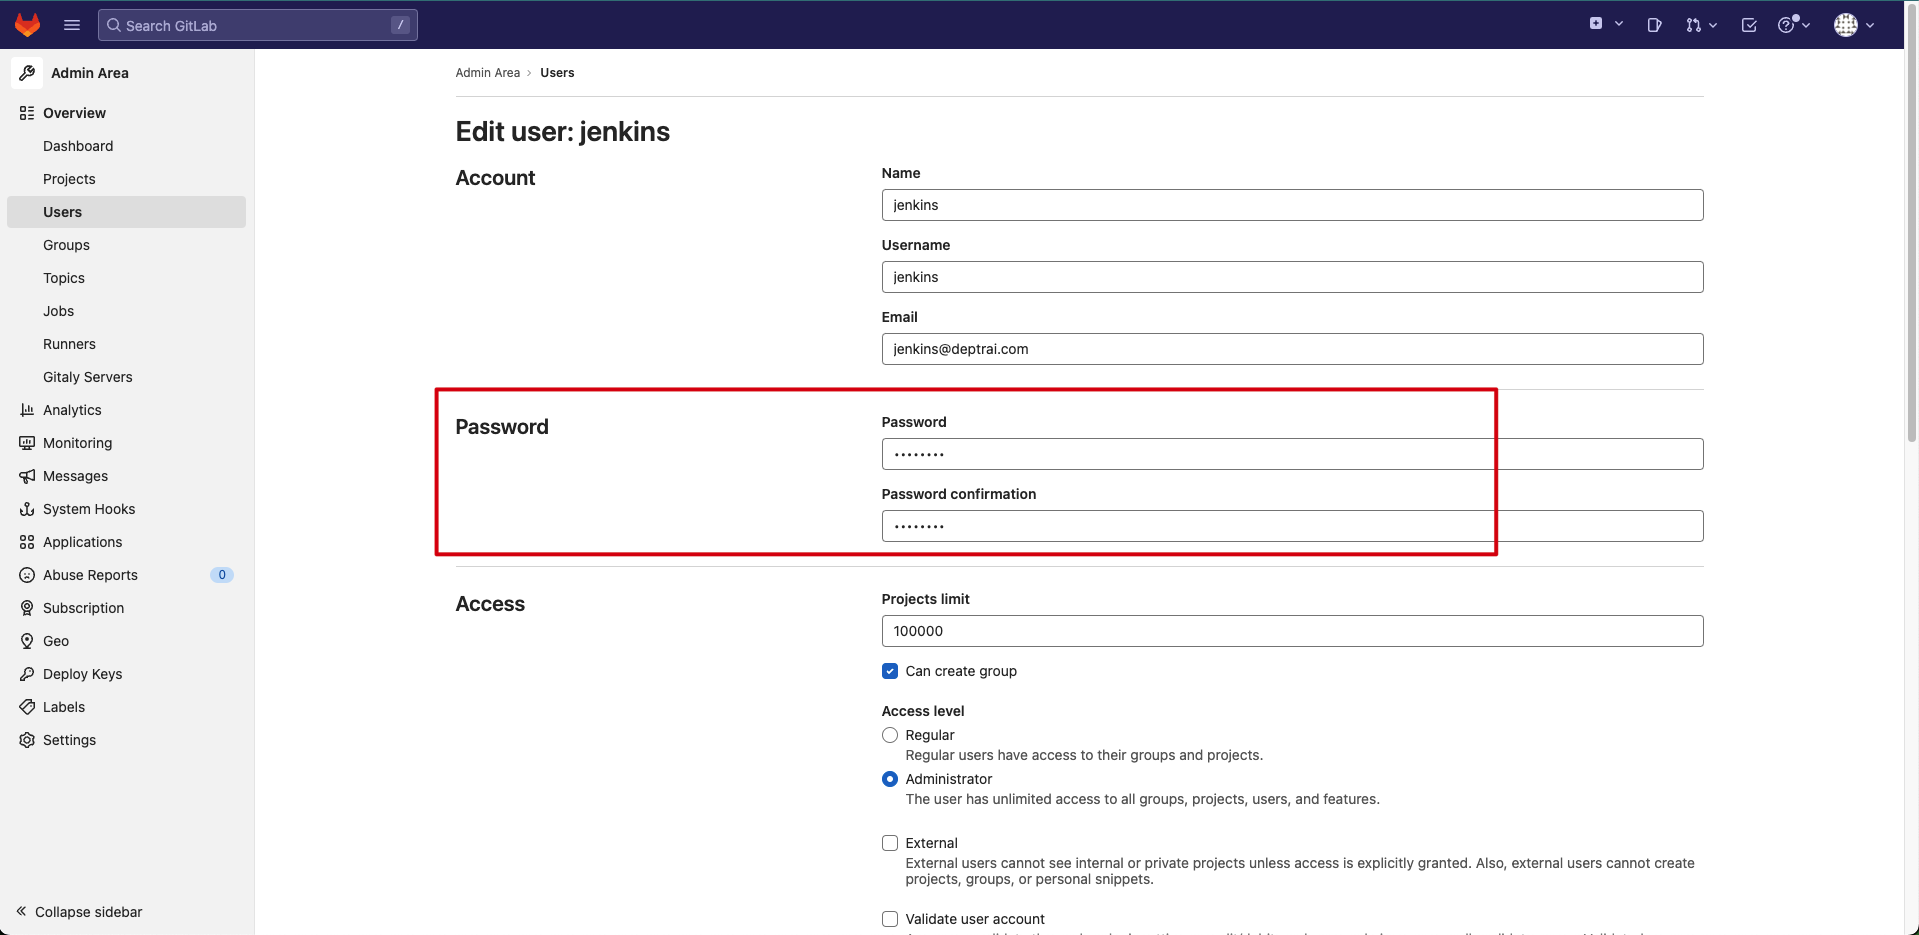 Search GitLab /
Admin Area
Overview
Dashboard
Projects
Users
Groups
Topics
Jobs
Runners
Gitaly Servers
Analytics
Monitoring
Messages
System Hooks
Applications
Abuse Reports 0
Subscription
Geo
Deploy Keys
Labels
Settings
Collapse sidebar
Admin Area › Users
Edit user: jenkins
Account
Name
jenkins
Username
jenkins
Email
jenkins@deptrai.com
Password
Password
••••••••
Password confirmation
••••••••
Access
Projects limit
100000
Can create group
Access level
Regular
Regular users have access to their groups and projects.
Administrator
The user has unlimited access to all groups, projects, users, and features.
External
External users cannot see internal or private projects unless access is explicitly granted. Also, external users cannot create
projects, groups, or personal snippets.
Validate user account